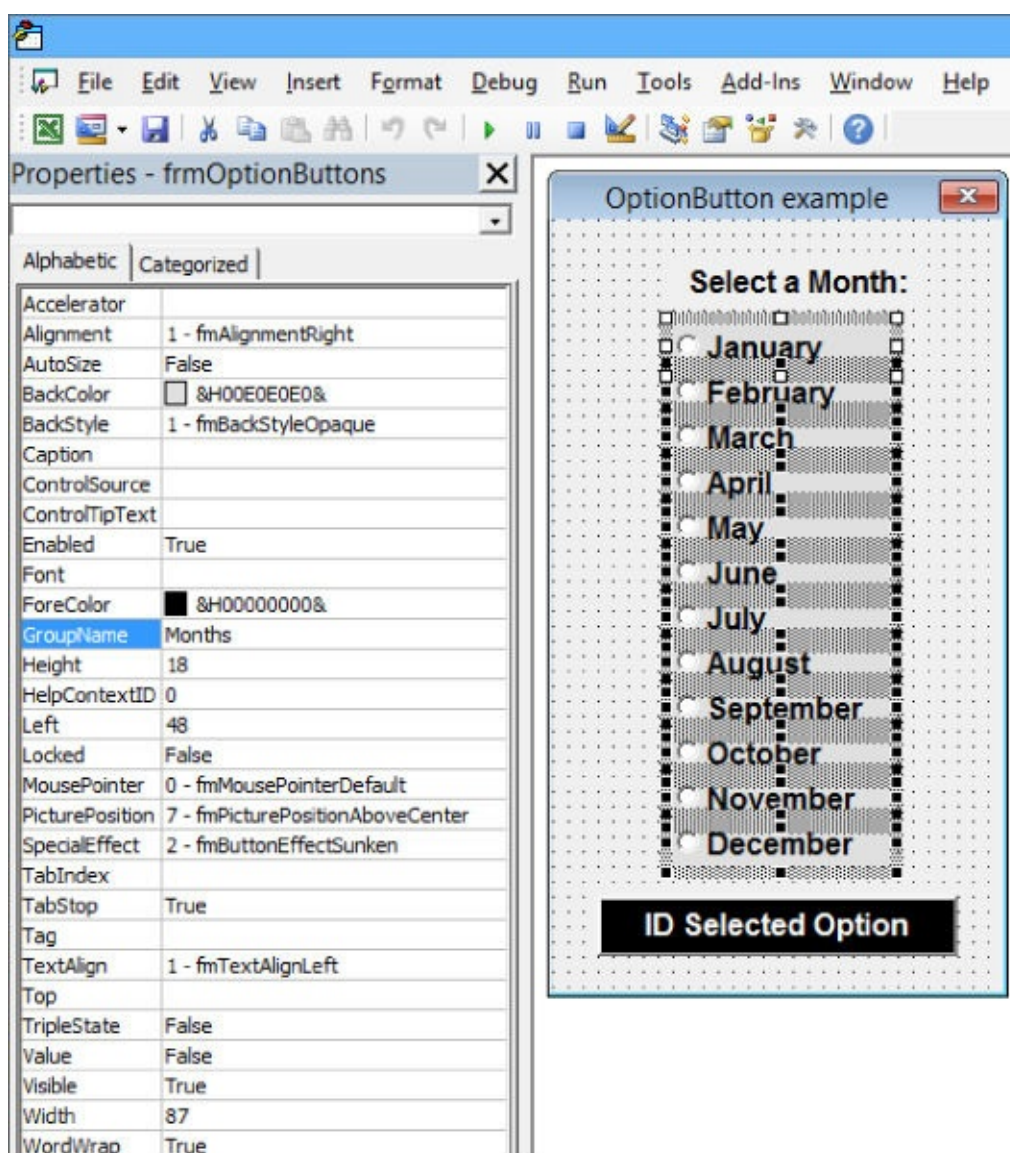 File Edit View Insert Format Debug Run Tools Add-Ins Window Help
Properties - frmOptionButtons
Alphabetic Categorized
Accelerator
Alignment 1 - fmAlignmentRight
AutoSize False
BackColor &H00E0E0E0&
BackStyle 1 - fmBackStyleOpaque
Caption
ControlSource
ControlTipText
Enabled True
Font
ForeColor &H00000000&
GroupName Months
Height 18
HelpContextID 0
Left 48
Locked False
MousePointer 0 - fmMousePointerDefault
PicturePosition 7 - fmPicturePositionAboveCenter
SpecialEffect 2 - fmButtonEffectSunken
TabIndex
TabStop True
Tag
TextAlign 1 - fmTextAlignLeft
Top
TripleState False
Value False
Visible True
Width 87
WordWrap True
OptionButton example
Select a Month:
January
February
March
April
May
June
July
August
September
October
November
December
ID Selected Option